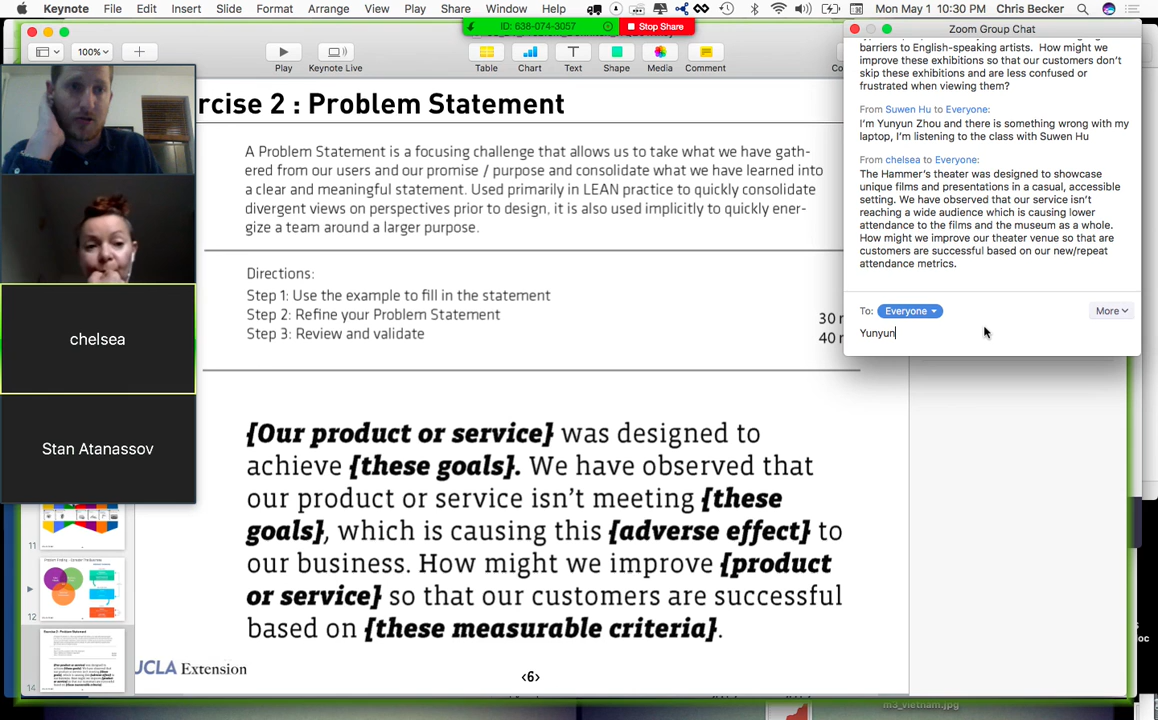 Keynote File Edit Insert Slide Format Arrange View Play Share Window Help Mon May 1 10:30 PM Chris Becker
ID: 638-074-3057 Stop Share
100%
Play Keynote Live Table Chart Text Shape Media Comment
rcise 2 : Problem Statement
A Problem Statement is a focusing challenge that allows us to take what we have gath-
ered from our users and our promise / purpose and consolidate what we have learned into
a clear and meaningful statement. Used primarily in LEAN practice to quickly consolidate
divergent views on perspectives prior to design, it is also used implicitly to quickly ener-
gize a team around a larger purpose.
Directions:
Step 1: Use the example to fill in the statement
Step 2: Refine your Problem Statement
Step 3: Review and validate
30
40
{Our product or service} was designed to
achieve {these goals}. We have observed that
our product or service isn't meeting {these
goals}, which is causing this {adverse effect} to
our business. How might we improve {product
or service} so that our customers are successful
based on {these measurable criteria}.
UCLA Extension
‹6›
chelsea
Stan Atanassov
11
12
14
Zoom Group Chat
barriers to English-speaking artists. How might we
improve these exhibitions so that our customers don't
skip these exhibitions and are less confused or
frustrated when viewing them?
From Suwen Hu to Everyone:
I'm Yunyun Zhou and there is something wrong with my
laptop, I'm listening to the class with Suwen Hu
From chelsea to Everyone:
The Hammer's theater was designed to showcase
unique films and presentations in a casual, accessible
setting. We have observed that our service isn't
reaching a wide audience which is causing lower
attendance to the films and the museum as a whole.
How might we improve our theater venue so that are
customers are successful based on our new/repeat
attendance metrics.
To: Everyone More
Yunyun
m3_vietnam.jpg